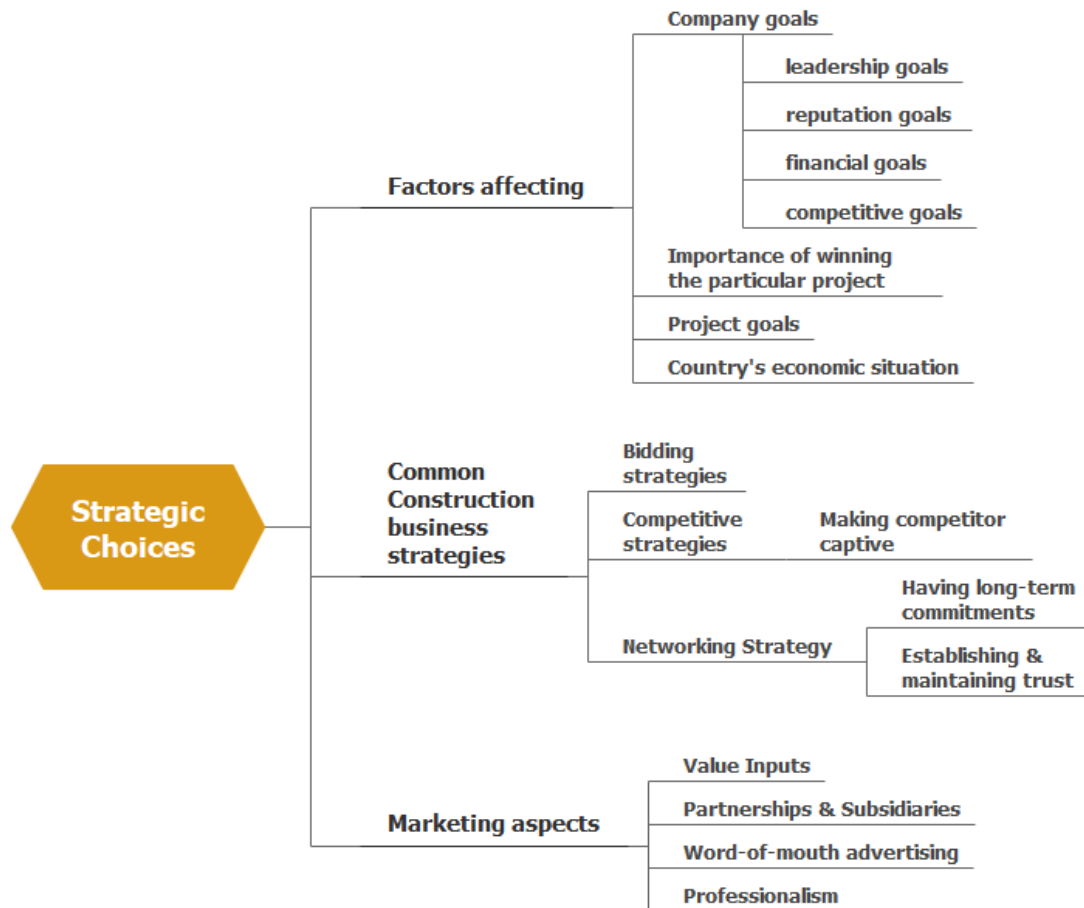 Company goals
leadership goals
reputation goals
financial goals
competitive goals
Factors affecting
Importance of winning
the particular project
Project goals
Country's economic situation
Strategic
Choices
Common
Construction
business
strategies
Bidding
strategies
Competitive
strategies
Making competitor
captive
Networking Strategy
Having long-term
commitments
Establishing &
maintaining trust
Marketing aspects
Value Inputs
Partnerships & Subsidiaries
Word-of-mouth advertising
Professionalism